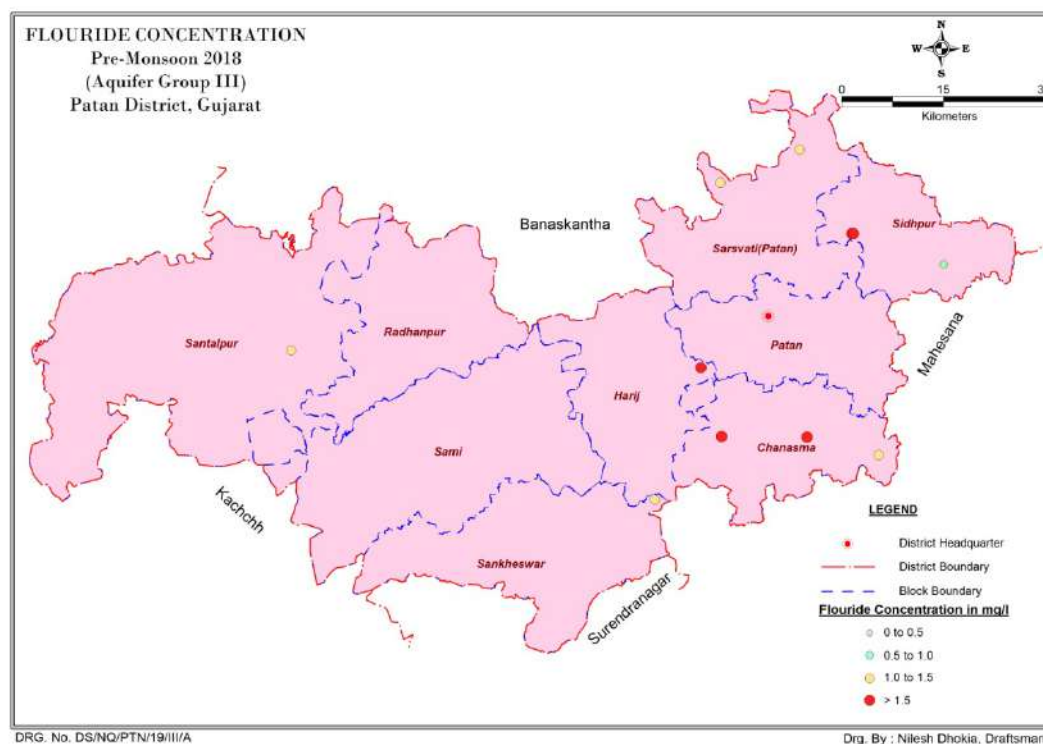 FLOURIDE CONCENTRATION
Pre-Monsoon 2018
(Aquifer Group III)
Patan District, Gujarat
N
W E
S
0 15 3
Kilometers
Banaskantha
Sidhpur
Sarsvati(Patan)
Mahesana
Santalpur
Radhanpur
Patan
Harij
Sami
Chanasma
Kachchh
Sankheswar
Surendranagar
LEGEND
District Headquarter
District Boundary
Block Boundary
Flouride Concentration in mg/l
0 to 0.5
0.5 to 1.0
1.0 to 1.5
> 1.5
DRG. No. DS/NQ/PTN/19/III/A
Drg. By : Nilesh Dhokia, Draftsman